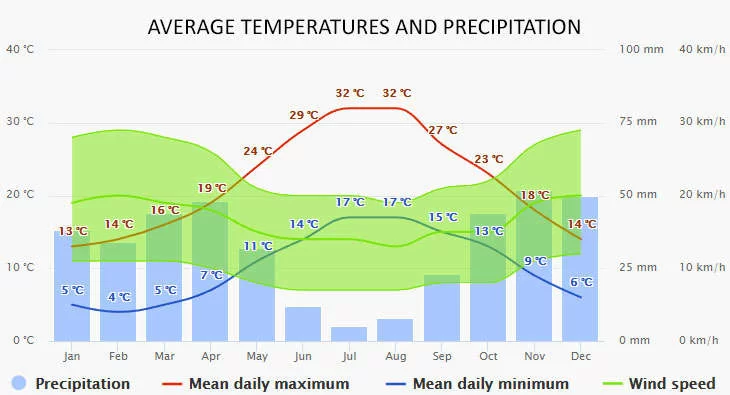 AVERAGE TEMPERATURES AND PRECIPITATION
40 °C 100 mm 40 km/h
32 °C 32 °C
30 °C 29 °C 27 °C 75 mm 30 km/h
24 °C 23 °C
20 °C 19 °C 18 °C 50 mm 20 km/h
13 °C 14 °C 16 °C 14 °C 17 °C 17 °C 15 °C 13 °C 14 °C
10 °C 11 °C 9 °C 25 mm 10 km/h
5 °C 4 °C 5 °C 7 °C 6 °C
0 °C 0 mm 0 km/h
Jan Feb Mar Apr May Jun Jul Aug Sep Oct Nov Dec
Precipitation Mean daily maximum Mean daily minimum Wind speed